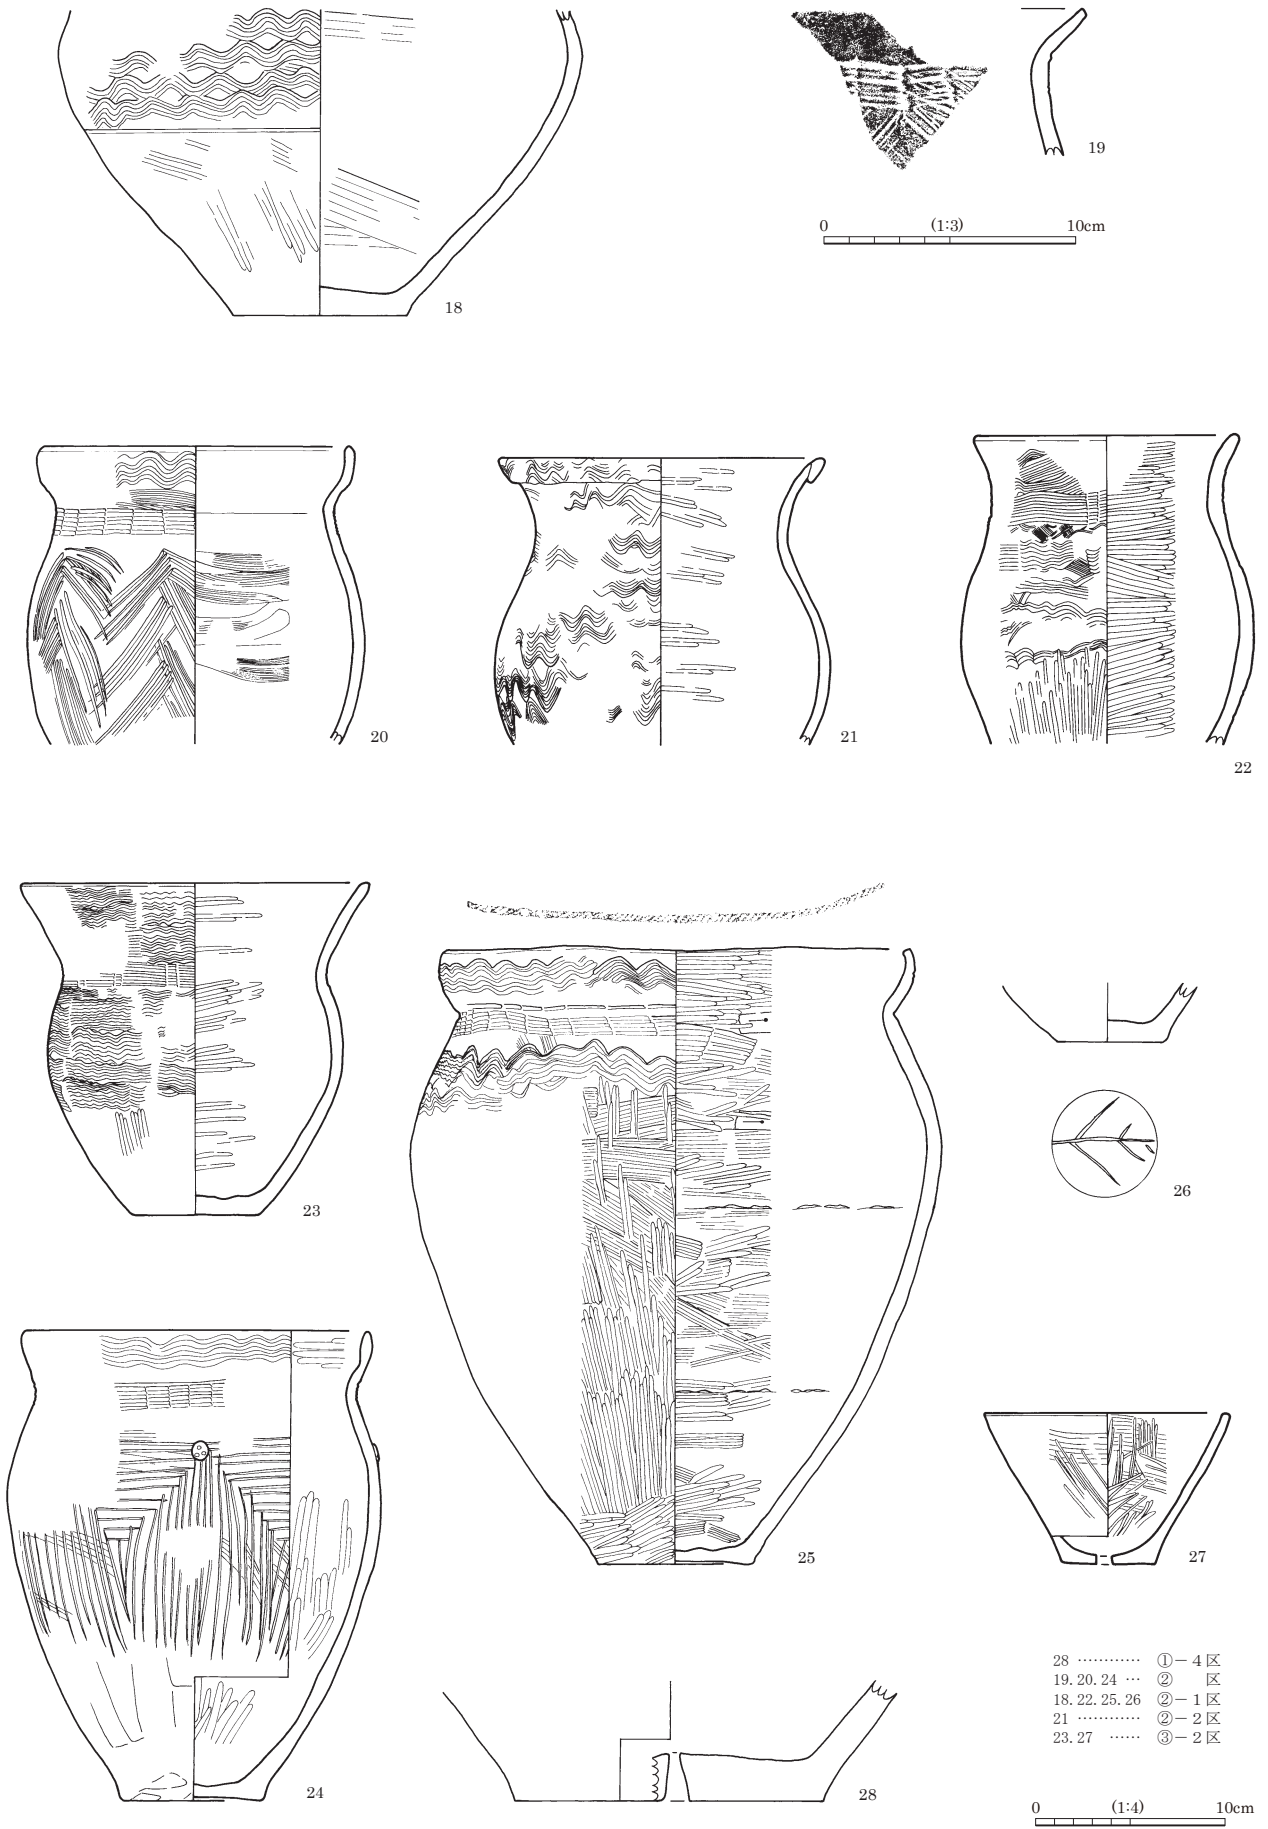 18
19
0 (1:3) 10cm
20
21
22
23
24
25
26
27
28
28 ………… ①－4区
19.20.24 … ② 区
18.22.25.26 ②－1区
21 ………… ②－2区
23.27 …… ③－2区
0 (1:4) 10cm